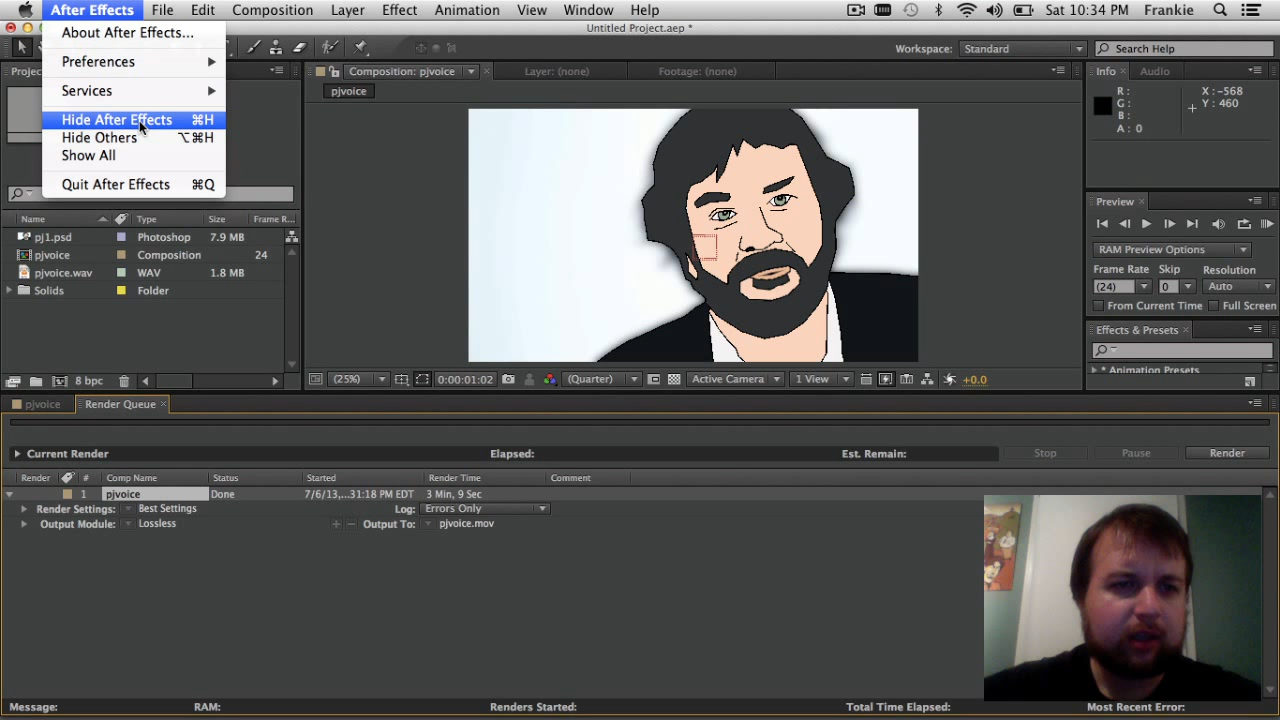 After Effects File Edit Composition Layer Effect Animation View Window Help Sat 10:34 PM Frankie
Untitled Project.aep *
About After Effects...
Preferences
Services
Hide After Effects ⌘H
Hide Others ⌥⌘H
Show All
Quit After Effects ⌘Q
Workspace: Standard Search Help
Composition: pjvoice Layer: (none) Footage: (none)
pjvoice
Info Audio
R : X : -568
G : Y : 460
B :
A : 0
Name Type Size Frame R...
pj1.psd Photoshop 7.9 MB
pjvoice Composition 24
pjvoice.wav WAV 1.8 MB
Solids Folder
8 bpc
Preview
RAM Preview Options
Frame Rate Skip Resolution
(24) 0 Auto
From Current Time Full Screen
Effects & Presets
* Animation Presets
(25%) 0:00:01:02 (Quarter) Active Camera 1 View +0.0
pjvoice Render Queue
Current Render Elapsed: Est. Remain: Stop Pause Render
Render # Comp Name Status Started Render Time Comment
1 pjvoice Done 7/6/13,...31:18 PM EDT 3 Min, 9 Sec
Render Settings: Best Settings Log: Errors Only
Output Module: Lossless Output To: pjvoice.mov
Message: RAM: Renders Started: Total Time Elapsed: Most Recent Error: